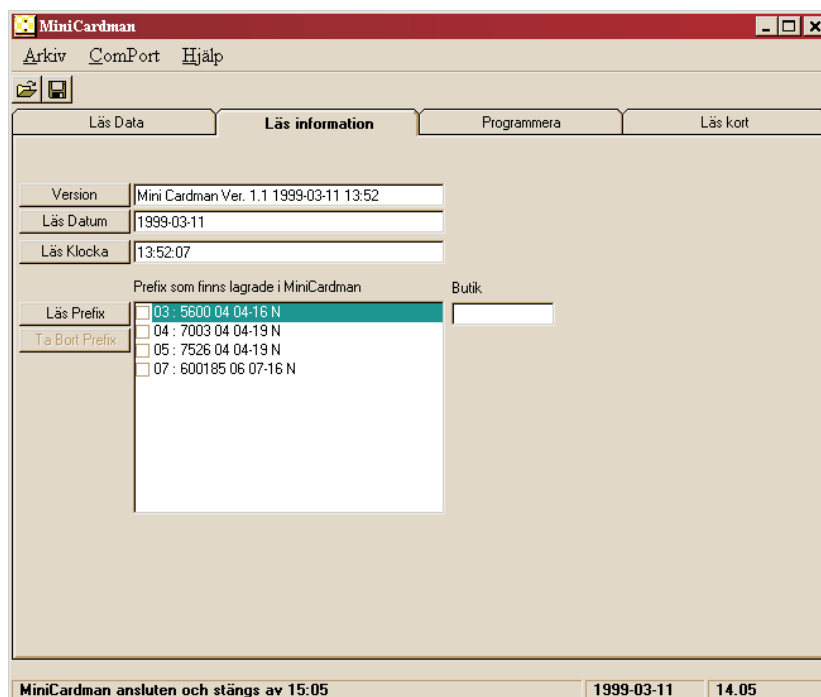 MiniCardman
Arkiv ComPort Hjälp
Läs Data Läs information Programmera Läs kort
Version Mini Cardman Ver. 1.1 1999-03-11 13:52
Läs Datum 1999-03-11
Läs Klocka 13:52:07
Prefix som finns lagrade i MiniCardman Butik
Läs Prefix 03 : 5600 04 04-16 N
Ta Bort Prefix 04 : 7003 04 04-19 N
05 : 7526 04 04-19 N
07 : 600185 06 07-16 N
MiniCardman ansluten och stängs av 15:05 1999-03-11 14.05